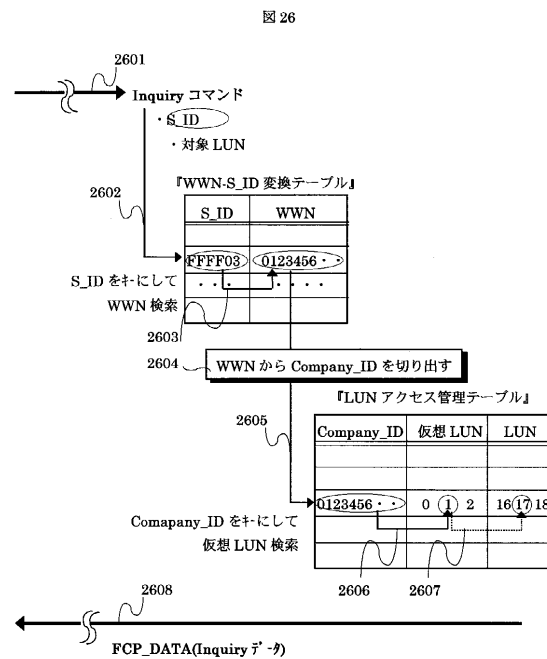 図 26
2601
Inquiry コマンド
・S_ID
・対象 LUN
2602
『WWN-S_ID 変換テーブル』
S_ID WWN
FFFF03 0123456・・
・・・ ・・・・
S_ID をｷｰにして
WWN 検索
2603
2604
WWN から Company_ID を切り出す
『LUN アクセス管理テーブル』
2605
Company_ID 仮想 LUN LUN
0123456・・ 0 1 2 16 17 18
Comapany_ID をｷｰにして
仮想 LUN 検索
2606 2607
2608
FCP_DATA(Inquiry ﾃﾞｰﾀ)